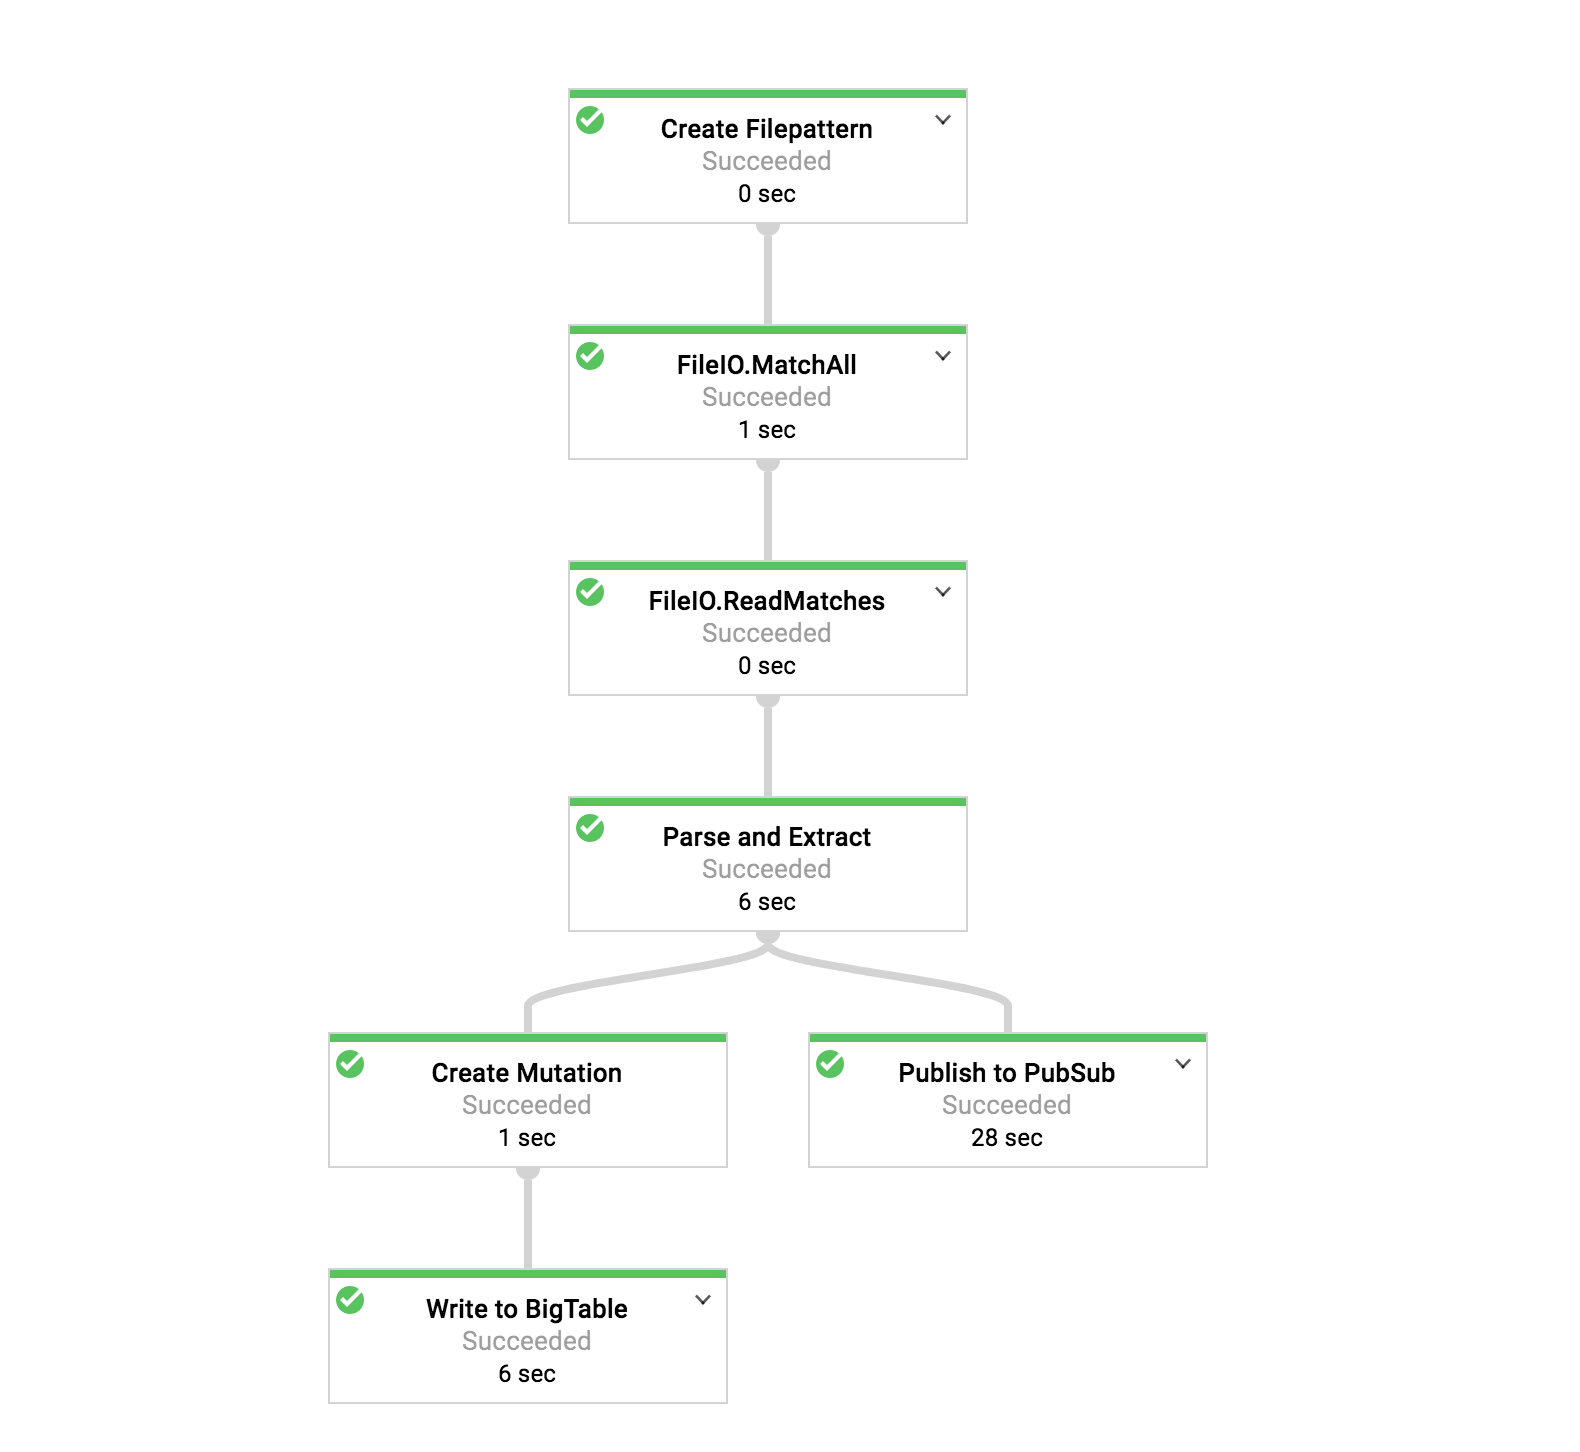 Create Filepattern
Succeeded
0 sec
FileIO.MatchAll
Succeeded
1 sec
FileIO.ReadMatches
Succeeded
0 sec
Parse and Extract
Succeeded
6 sec
Create Mutation
Succeeded
1 sec
Publish to PubSub
Succeeded
28 sec
Write to BigTable
Succeeded
6 sec